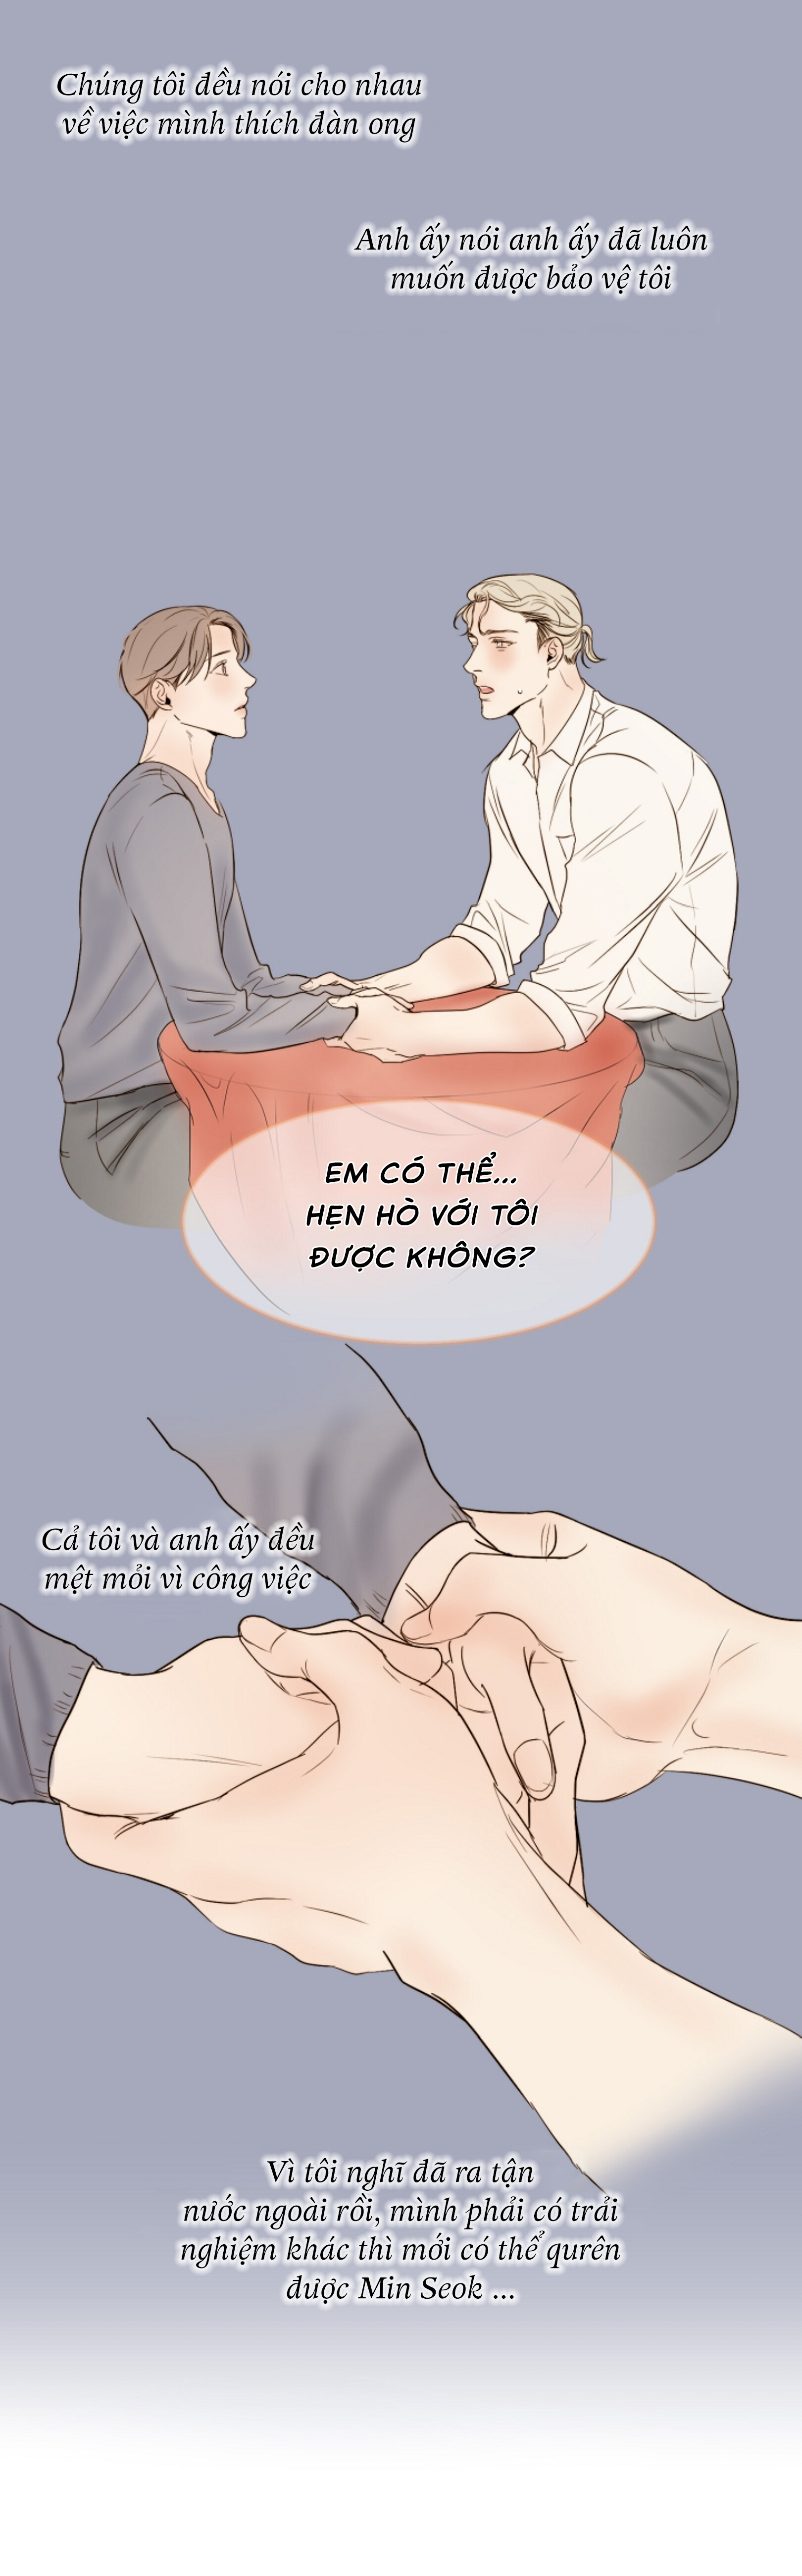 Chúng tôi đều nói cho nhau
về việc mình thích đàn ong
Anh ấy nói anh ấy đã luôn
muốn được bảo vệ tôi
EM CÓ THỂ...
HẸN HÒ VỚI TÔI
ĐƯỢC KHÔNG?
Cả tôi và anh ấy đều
mệt mỏi vì công việc
Vì tôi nghĩ đã ra tận
nước ngoài rồi, mình phải có trải
nghiệm khác thì mới có thể qurên
được Min Seok ...